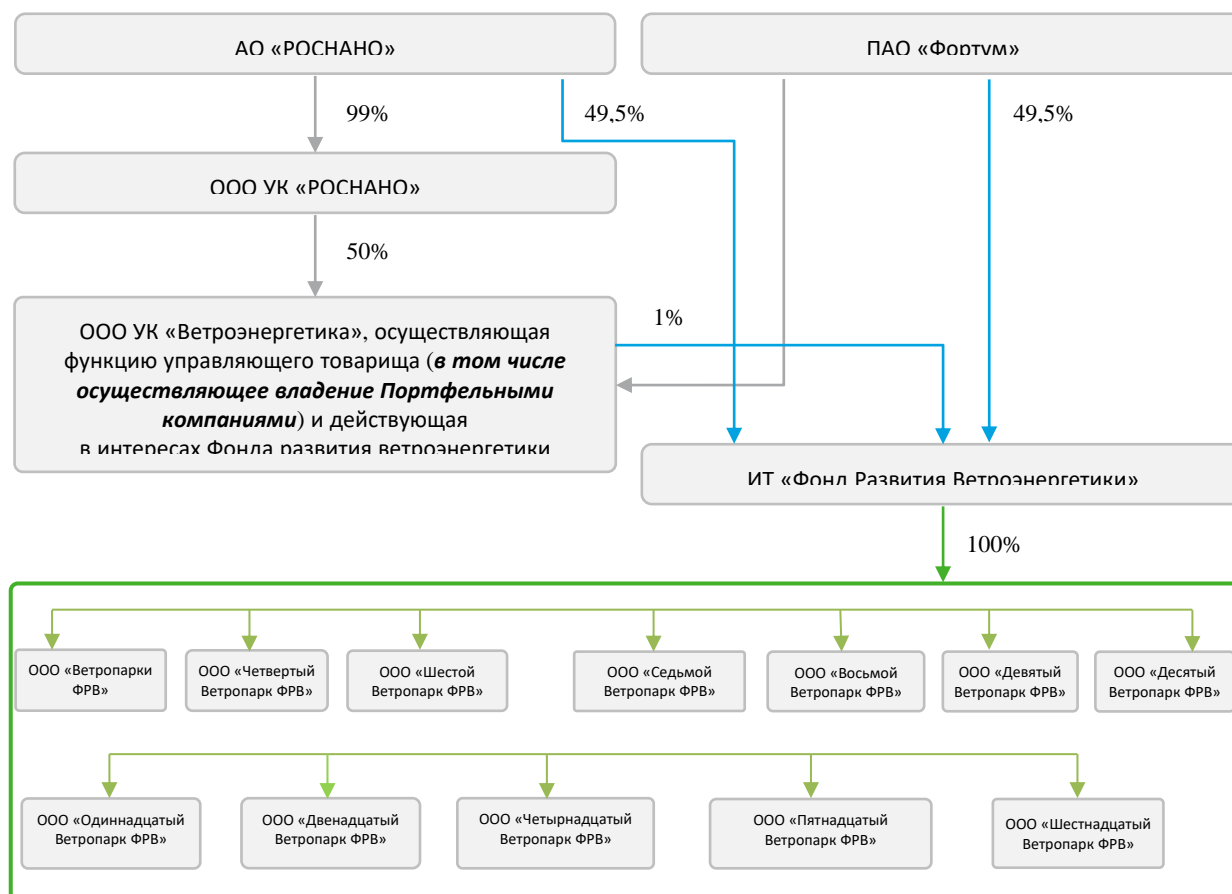 АО «РОСНАНО»
ПАО «Фортум»
99%
49,5%
49,5%
ООО УК «РОСНАНО»
50%
ООО УК «Ветроэнергетика», осуществляющая
функцию управляющего товарища (в том числе
осуществляющее владение Портфельными
компаниями) и действующая
в интересах Фонда развития ветроэнергетики
1%
ИТ «Фонд Развития Ветроэнергетики»
100%
ООО «Ветропарки
ФРВ»
ООО «Четвертый
Ветропарк ФРВ»
ООО «Шестой
Ветропарк ФРВ»
ООО «Седьмой
Ветропарк ФРВ»
ООО «Восьмой
Ветропарк ФРВ»
ООО «Девятый
Ветропарк ФРВ»
ООО «Десятый
Ветропарк ФРВ»
ООО «Одиннадцатый
Ветропарк ФРВ»
ООО «Двенадцатый
Ветропарк ФРВ»
ООО «Четырнадцатый
Ветропарк ФРВ»
ООО «Пятнадцатый
Ветропарк ФРВ»
ООО «Шестнадцатый
Ветропарк ФРВ»